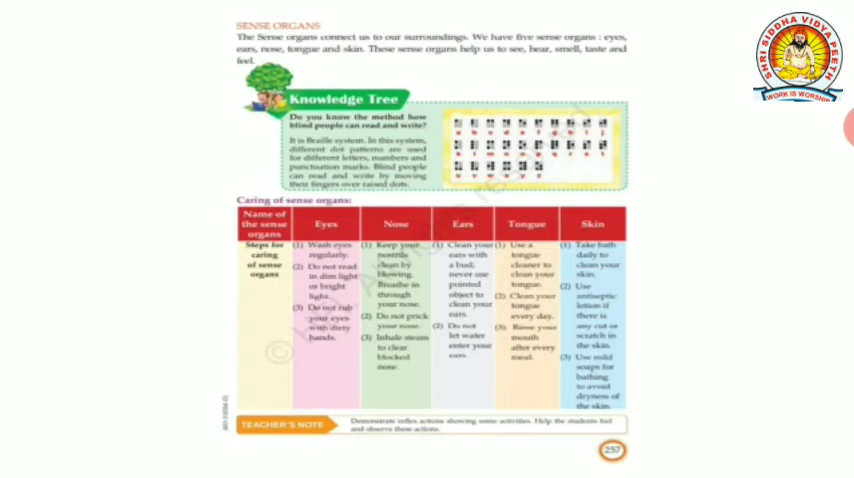 SENSE ORGANS
The Sense organs connect us to our surroundings. We have five sense organs : eyes,
ears, nose, tongue and skin. These sense organs help us to see, hear, smell, taste and
feel.
Knowledge Tree
Do you know the method how
blind people can read and write?
It is Braille system. In this system,
different dot patterns are used
for different letters, numbers and
punctuation marks. Blind people
can read and write by moving
their fingers over raised dots.
a b c d e f g h i j
k l m n o p q r s t
u v w x y z
Caring of sense organs:
Name of
the sense
organs
Eyes
Nose
Ears
Tongue
Skin
Steps for
caring
of sense
organs
(1) Wash eyes
regularly.
(2) Do not read
in dim light
or bright
light.
(3) Do not rub
your eyes
with dirty
hands.
(1) Keep your
nostrils
clean by
blowing.
Breathe in
through
your nose.
(2) Do not prick
your nose.
(3) Inhale steam
to clear
blocked
nose.
(1) Clean your
ears with
a bud;
never use
pointed
object to
clean your
ears.
(2) Do not
let water
enter your
ears.
(1) Use a
tongue
cleaner to
clean your
tongue.
(2) Clean your
tongue
every day.
(3). Rinse your
mouth
after every
meal.
(1) Take bath
daily to
clean your
skin.
(2) Use
antiseptic
lotion if
there is
any cut or
scratch in
the skin.
(3) Use mild
soaps for
bathing
to avoid
dryness of
the skin.
TEACHER'S NOTE
Demonstrate reflex actions showing some activities. Help the students feel
and observe these actions.
257
SHRI SIDDHA VIDYA PEETH
WORK IS WORSHIP